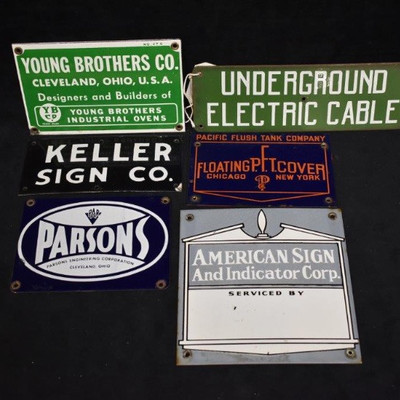 YOUNG BROTHERS CO.
CLEVELAND, OHIO, U.S.A.
Designers and Builders of
YOUNG BROTHERS
INDUSTRIAL OVENS
UNDERGROUND
ELECTRIC CABLE
KELLER
SIGN CO.
PACIFIC FLUSH TANK COMPANY
FLOATING P.F.T. COVER
CHICAGO NEW YORK
PARSONS
PARSONS ENGINEERING CORPORATION
CLEVELAND, OHIO
AMERICAN SIGN
And Indicator Corp.
SERVICED BY